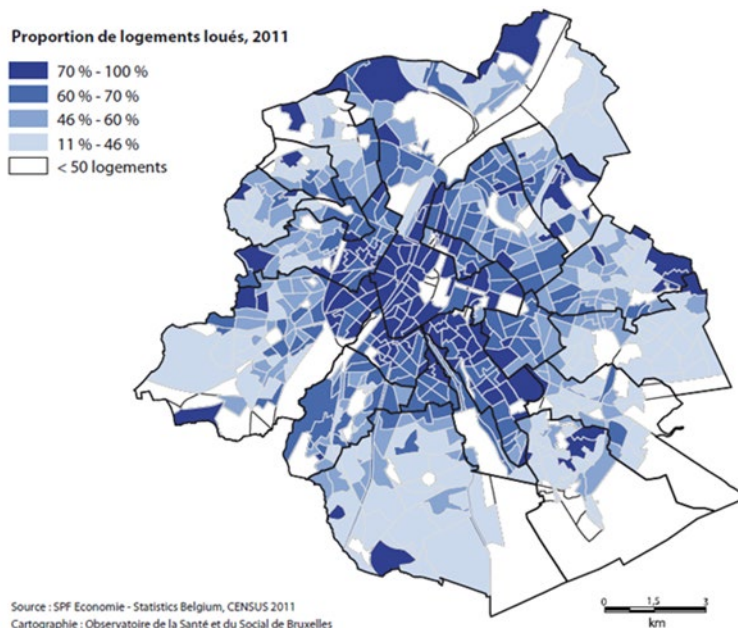 Proportion de logements loués, 2011
70 % - 100 %
60 % - 70 %
46 % - 60 %
11 % - 46 %
< 50 logements
0 1,5 3
km
Source : SPF Economie - Statistics Belgium, CENSUS 2011
Cartographie : Observatoire de la Santé et du Social de Bruxelles